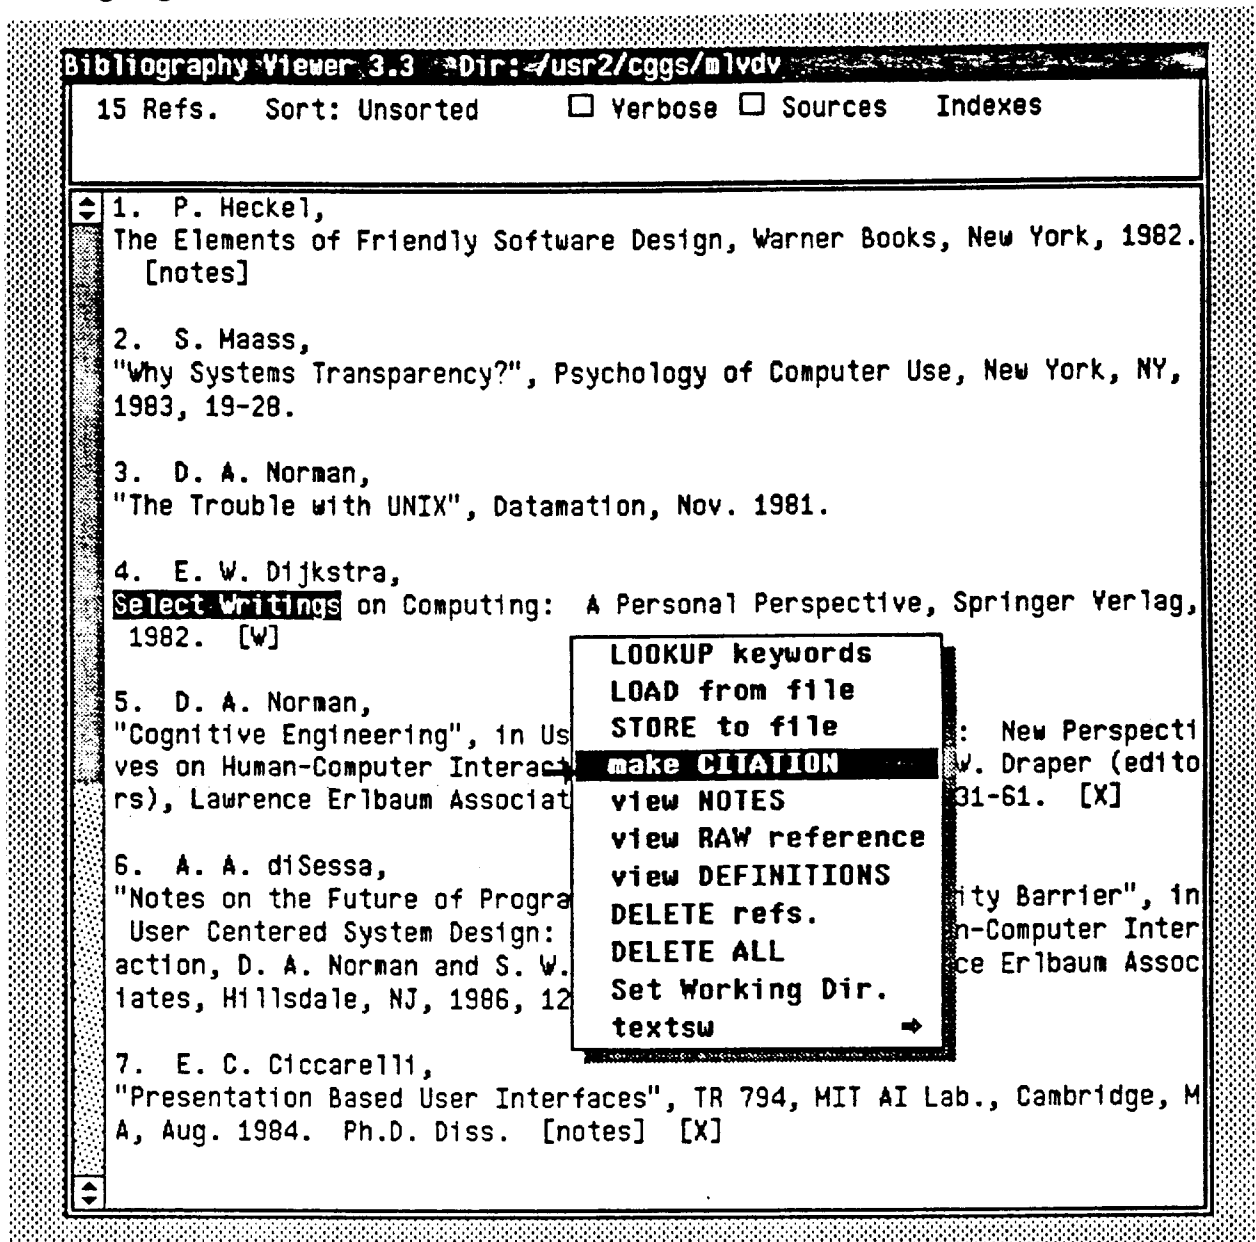 Bibliography Viewer 3.3 Dir: /usr2/cggs/mlvdv
15 Refs. Sort: Unsorted Verbose Sources Indexes
1. P. Heckel,
The Elements of Friendly Software Design, Warner Books, New York, 1982.
[notes]
2. S. Maass,
"Why Systems Transparency?", Psychology of Computer Use, New York, NY,
1983, 19-28.
3. D. A. Norman,
"The Trouble with UNIX", Datamation, Nov. 1981.
4. E. W. Dijkstra,
Select Writings on Computing: A Personal Perspective, Springer Verlag,
1982. [W]
5. D. A. Norman,
"Cognitive Engineering", in Us : New Perspecti
ves on Human-Computer Interact W. Draper (edito
rs), Lawrence Erlbaum Associat 31-61. [X]
6. A. A. diSessa,
"Notes on the Future of Progra ity Barrier", in
User Centered System Design: n-Computer Inter
action, D. A. Norman and S. W. ce Erlbaum Assoc
iates, Hillsdale, NJ, 1986, 12
7. E. C. Ciccarelli,
"Presentation Based User Interfaces", TR 794, MIT AI Lab., Cambridge, M
A, Aug. 1984. Ph.D. Diss. [notes] [X]
LOOKUP keywords
LOAD from file
STORE to file
make CITATION
view NOTES
view RAW reference
view DEFINITIONS
DELETE refs.
DELETE ALL
Set Working Dir.
textsw